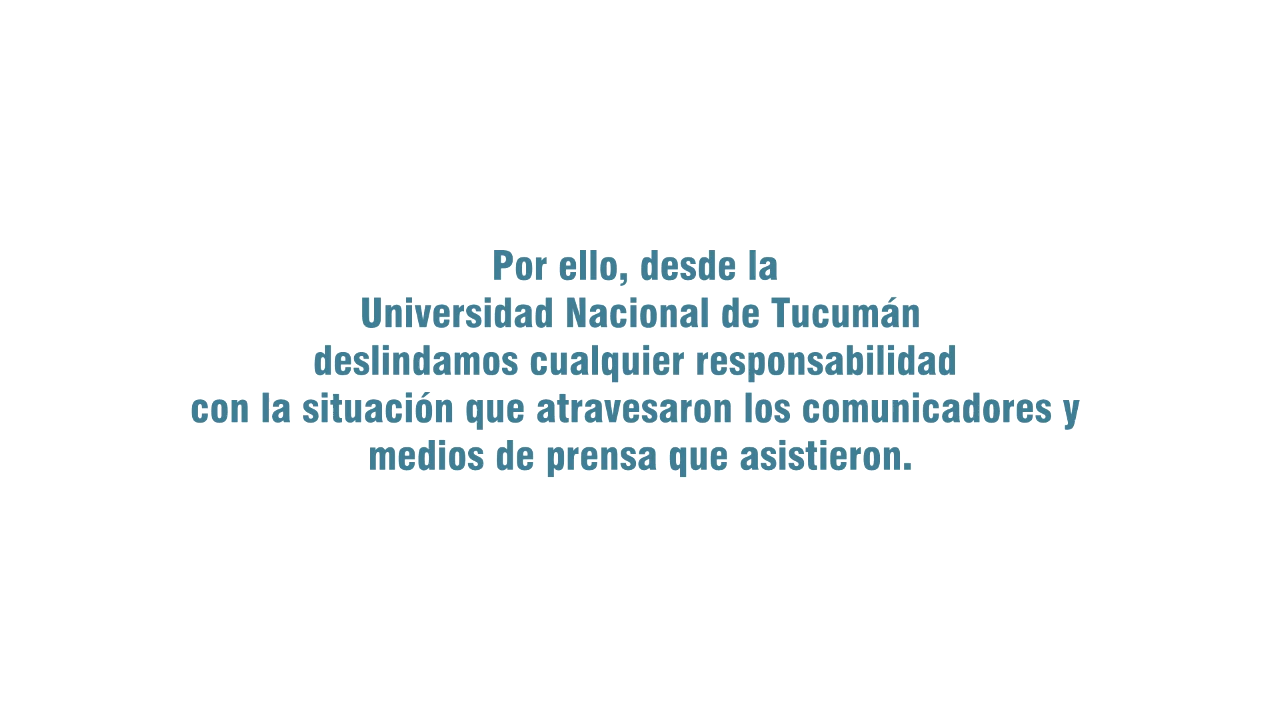 Por ello, desde la
Universidad Nacional de Tucumán
deslindamos cualquier responsabilidad
con la situación que atravesaron los comunicadores y
medios de prensa que asistieron.